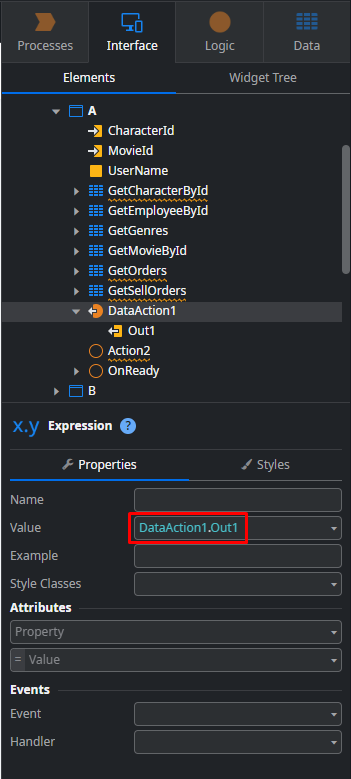 Processes Interface Logic Data
Elements Widget Tree
A
CharacterId
MovieId
UserName
GetCharacterById
GetEmployeeById
GetGenres
GetMovieById
GetOrders
GetSellOrders
DataAction1
Out1
Action2
OnReady
B
x.y Expression ?
Properties Styles
Name
Value DataAction1.Out1
Example
Style Classes
Attributes
Property
= Value
Events
Event
Handler